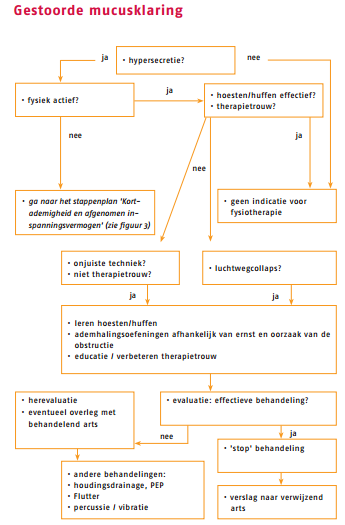 Gestoorde mucusklaring
ja
• hypersecretie?
nee
• fysiek actief?
ja
• hoesten/huffen effectief?
• therapietrouw?
nee
nee
ja
• ga naar het stappenplan 'Kort-
ademigheid en afgenomen in-
spanningsvermogen' (zie figuur 3)
• geen indicatie voor
fysiotherapie
• onjuiste techniek?
• niet therapietrouw?
• luchtwegcollaps?
ja
ja
• leren hoesten/huffen
• ademhalingsoefeningen afhankelijk van ernst en oorzaak van de
obstructie
• educatie / verbeteren therapietrouw
• herevaluatie
• eventueel overleg met
behandelend arts
• evaluatie: effectieve behandeling?
nee
ja
• 'stop' behandeling
• andere behandelingen:
• houdingsdrainage, PEP
• Flutter
• percussie / vibratie
• verslag naar verwijzend
arts